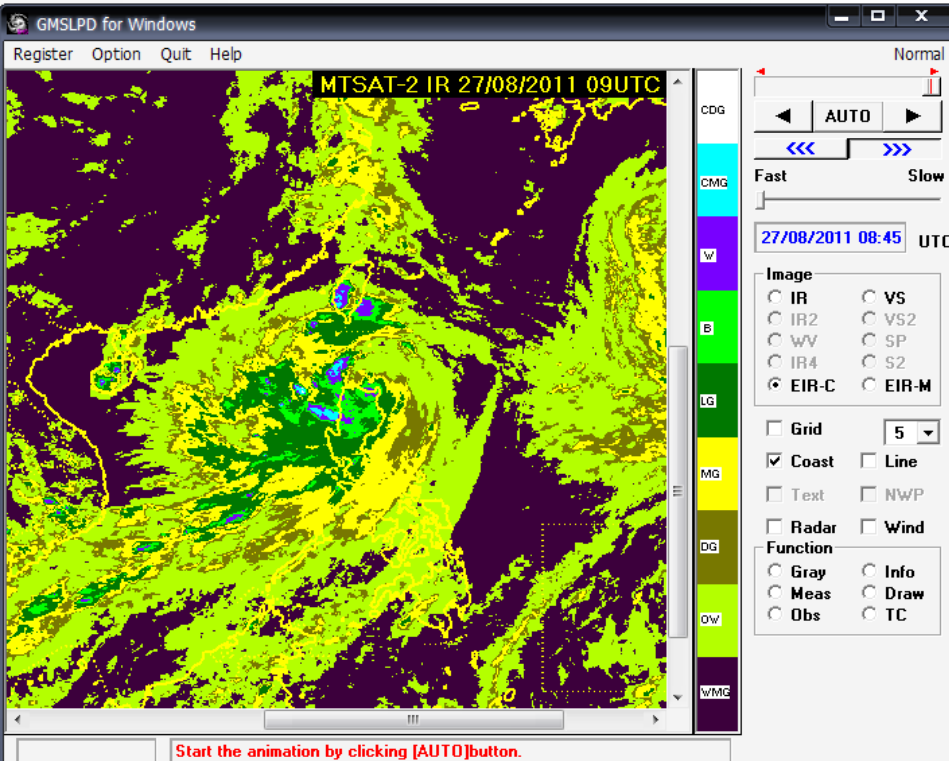 GMSLPD for Windows
Register Option Quit Help Normal
MTSAT-2 IR 27/08/2011 09UTC
CDG
CMG
W
B
LG
MG
DG
OW
WMG
AUTO
<<< >>>
Fast Slow
27/08/2011 08:45 UTC
Image
IR VS
IR2 VS2
WV SP
IR4 S2
EIR-C EIR-M
Grid 5
Coast Line
Text NWP
Radar Wind
Function
Gray Info
Meas Draw
Obs TC
Start the animation by clicking [AUTO]button.